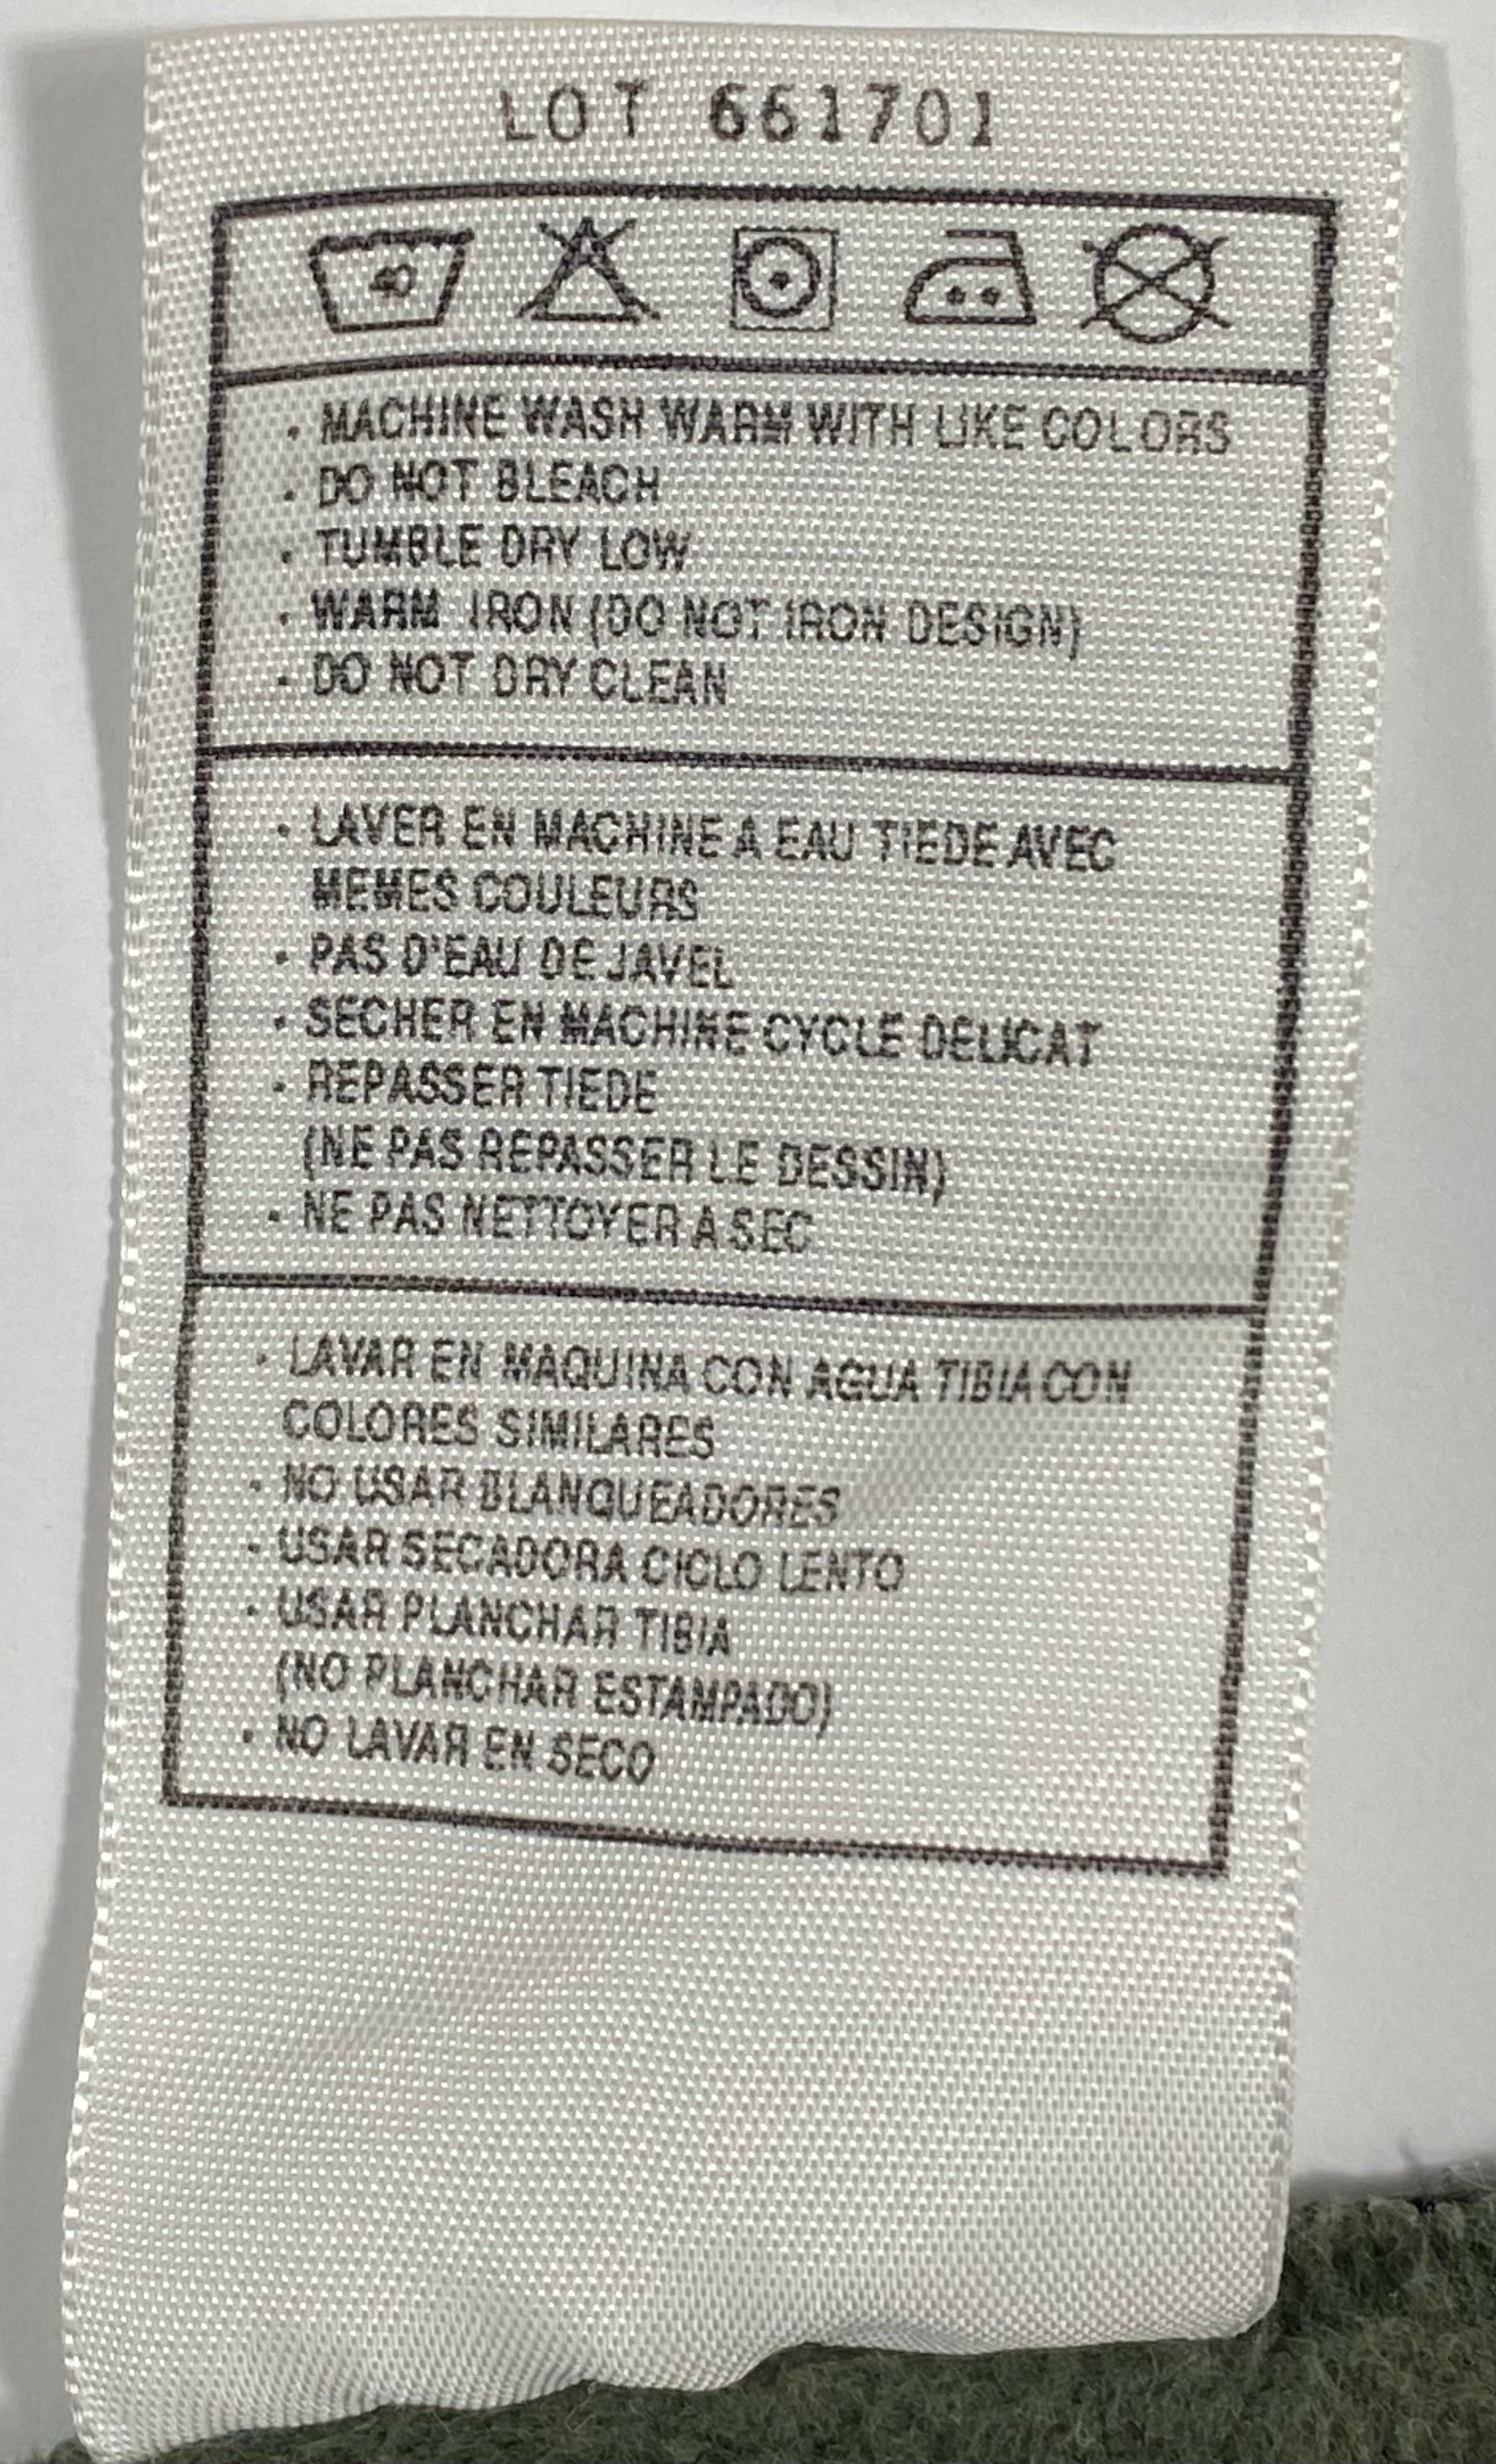 LOT 661701
40
· MACHINE WASH WARM WITH LIKE COLORS
· DO NOT BLEACH
· TUMBLE DRY LOW
· WARM IRON (DO NOT IRON DESIGN)
· DO NOT DRY CLEAN
· LAVER EN MACHINE A EAU TIEDE AVEC
MEMES COULEURS
· PAS D'EAU DE JAVEL
· SECHER EN MACHINE CYCLE DELICAT
· REPASSER TIEDE
(NE PAS REPASSER LE DESSIN)
· NE PAS NETTOYER A SEC
· LAVAR EN MAQUINA CON AGUA TIBIA CON
COLORES SIMILARES
· NO USAR BLANQUEADORES
· USAR SECADORA CICLO LENTO
· USAR PLANCHAR TIBIA
(NO PLANCHAR ESTAMPADO)
· NO LAVAR EN SECO